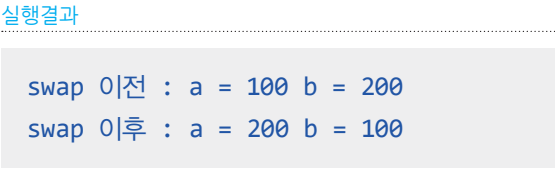 실행결과
swap 이전 : a = 100 b = 200
swap 이후 : a = 200 b = 100